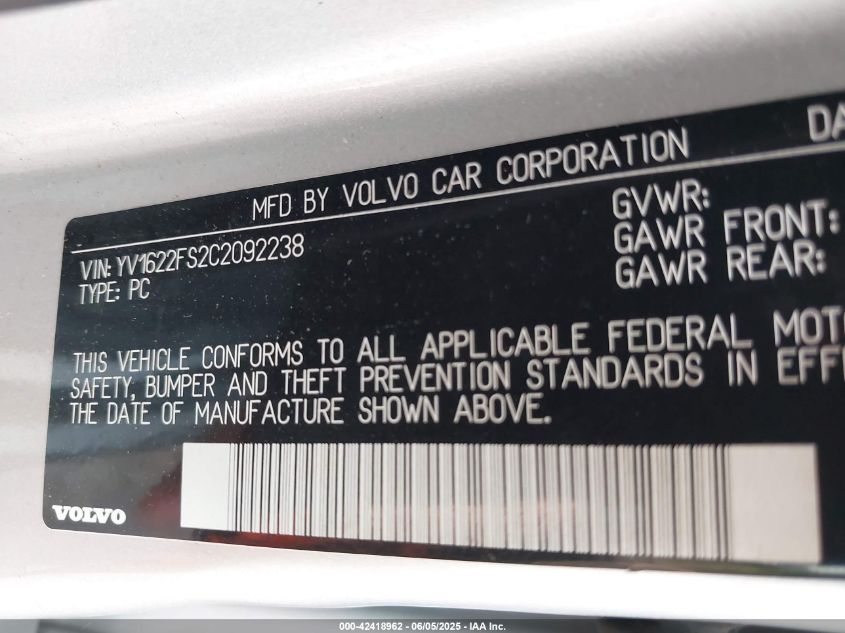 DA
MFD BY VOLVO CAR CORPORATION
VIN: YV1622FS2C2092238
TYPE: PC
GVWR:
GAWR FRONT:
GAWR REAR:
THIS VEHICLE CONFORMS TO ALL APPLICABLE FEDERAL MOTO
SAFETY, BUMPER AND THEFT PREVENTION STANDARDS IN EFF
THE DATE OF MANUFACTURE SHOWN ABOVE.
VOLVO
000-42418962 - 06/05/2025 - IAA Inc.